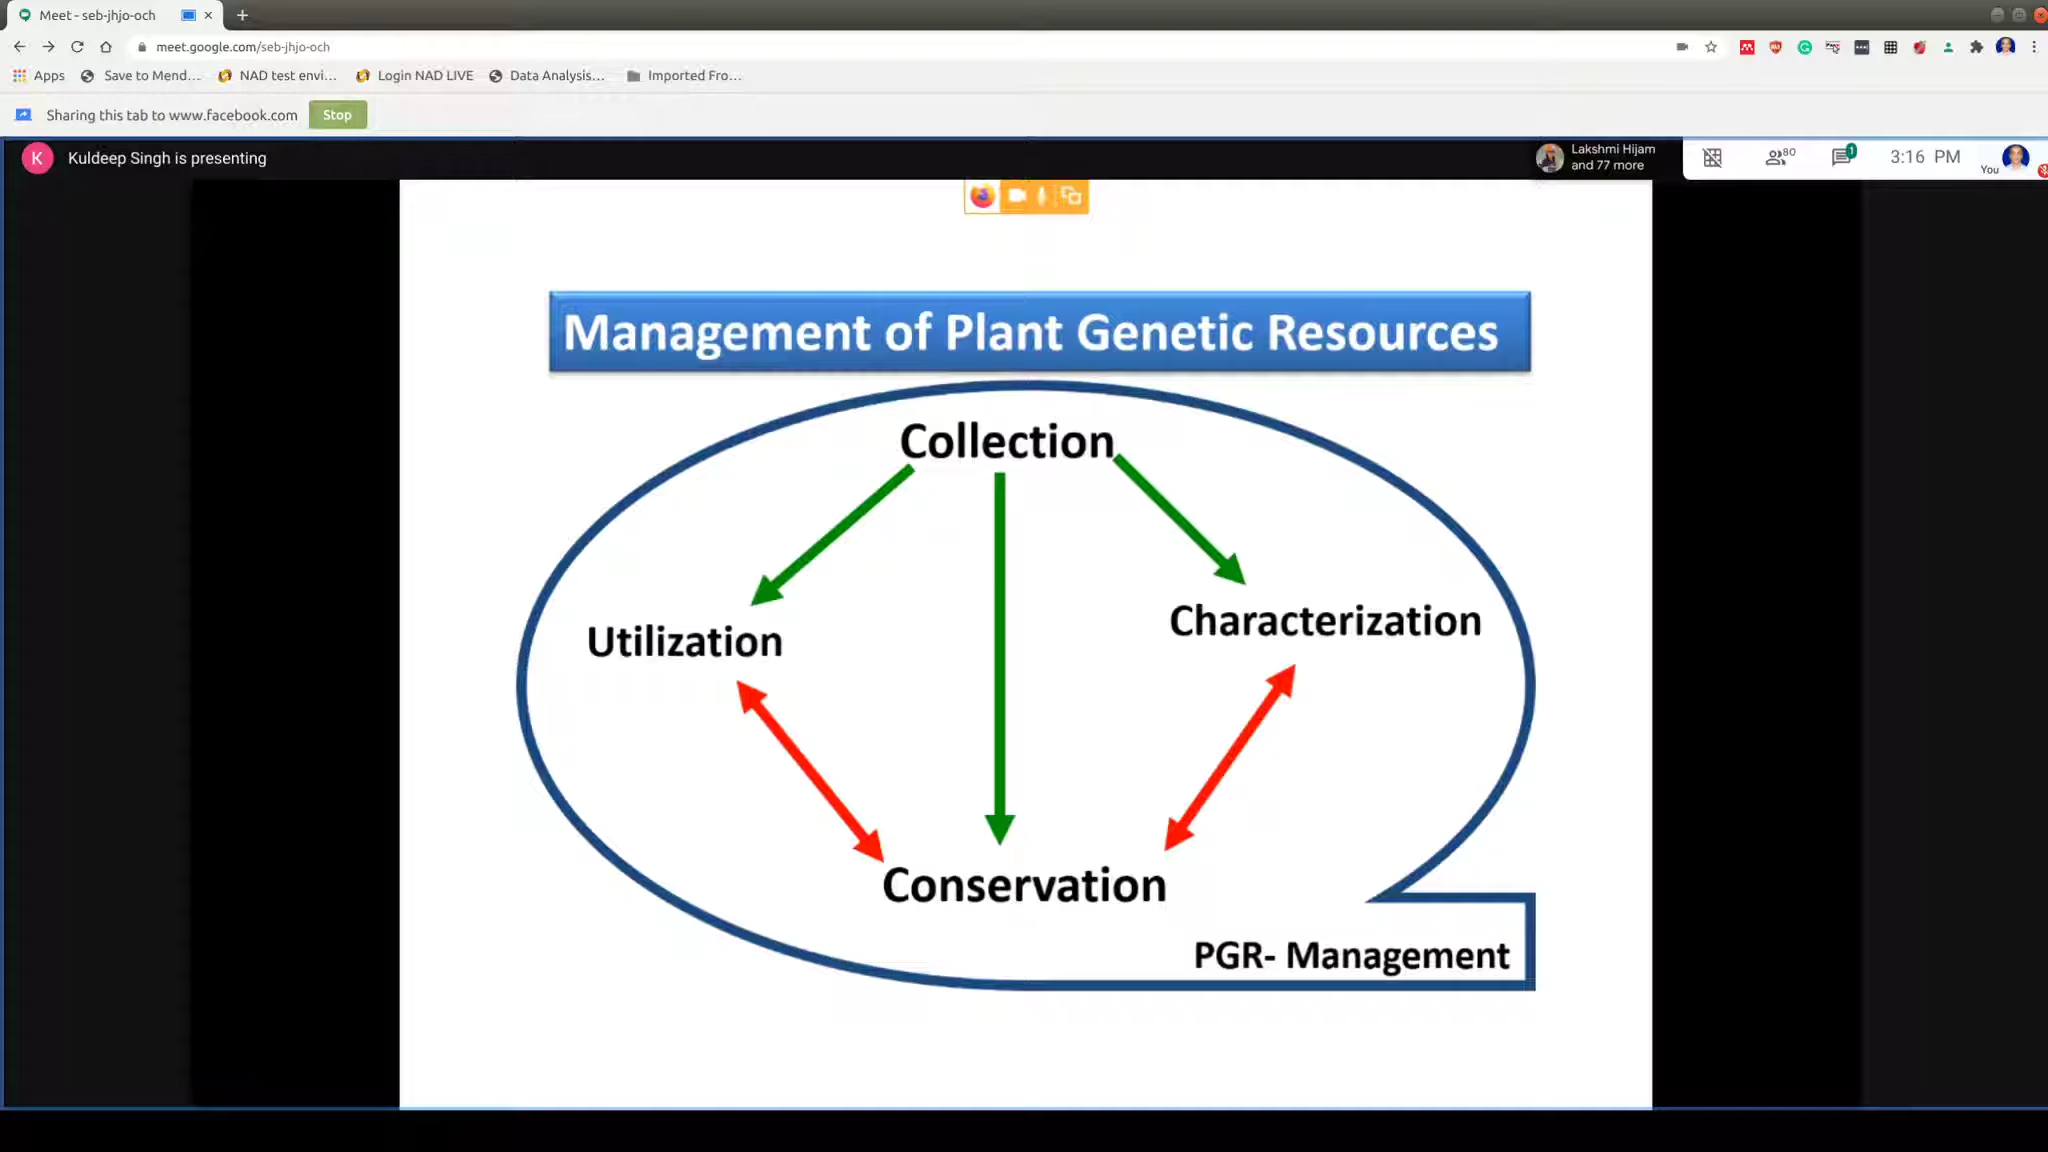 Meet - seb-jhjo-och
meet.google.com/seb-jhjo-och
Apps
Save to Mend...
NAD test envi...
Login NAD LIVE
Data Analysis...
Imported Fro...
Sharing this tab to www.facebook.com
Stop
K
Kuldeep Singh is presenting
Lakshmi Hijam
and 77 more
80
1
3:16 PM
You
Management of Plant Genetic Resources
Collection
Utilization
Characterization
Conservation
PGR- Management